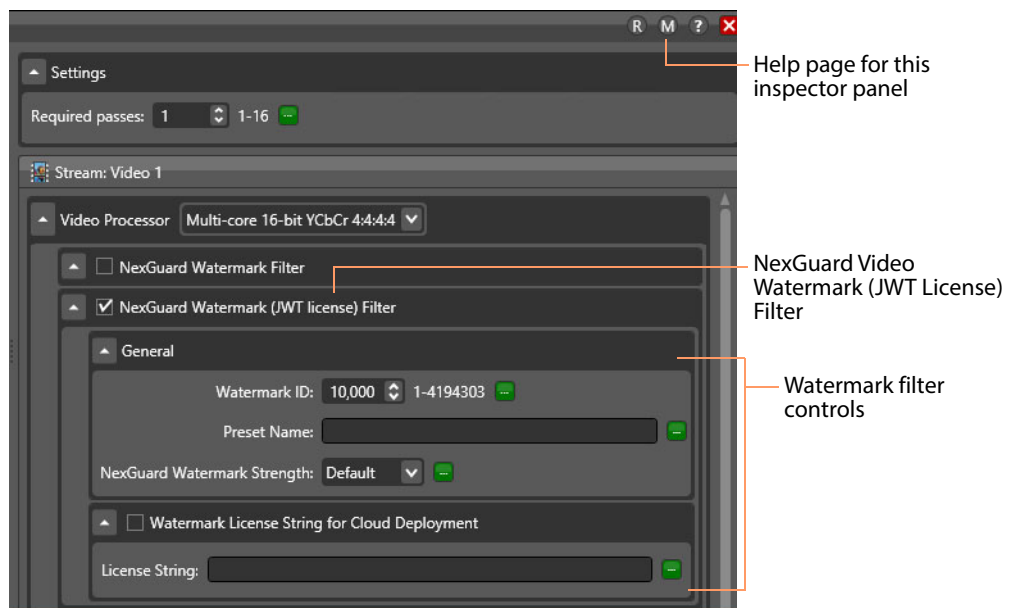 R M ?
Help page for this
inspector panel
Settings
Required passes: 1 1-16
Stream: Video 1
Video Processor Multi-core 16-bit YCbCr 4:4:4:4
NexGuard Watermark Filter
NexGuard Video
Watermark (JWT License)
Filter
NexGuard Watermark (JWT license) Filter
General
Watermark ID: 10,000 1-4194303
Watermark filter
controls
Preset Name:
NexGuard Watermark Strength: Default
Watermark License String for Cloud Deployment
License String: